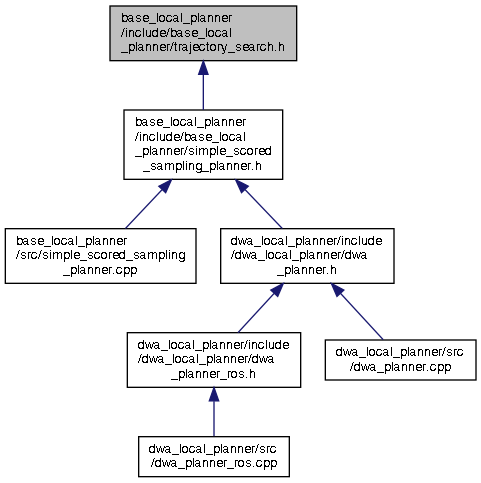 base_local_planner
/include/base_local
_planner/trajectory_search.h
base_local_planner
/include/base_local
_planner/simple_scored
_sampling_planner.h
base_local_planner
/src/simple_scored_sampling
_planner.cpp
dwa_local_planner/include
/dwa_local_planner/dwa
_planner.h
dwa_local_planner/include
/dwa_local_planner/dwa
_planner_ros.h
dwa_local_planner/src
/dwa_planner.cpp
dwa_local_planner/src
/dwa_planner_ros.cpp